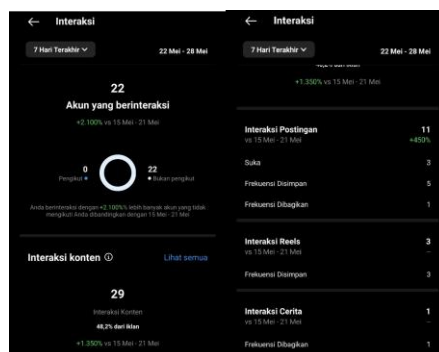 Interaksi
7 Hari Terakhir
22 Mei - 28 Mei
22
Akun yang berinteraksi
+2.100% vs 15 Mei - 21 Mei
0
Pengikut
22
Bukan pengikut
Anda berinteraksi dengan +2.100% lebih banyak akun yang tidak
mengikuti Anda dibandingkan dengan 15 Mei - 21 Mei
Interaksi konten
Lihat semua
29
Interaksi Konten
48,2% dari iklan
+1.350% vs 15 Mei - 21 Mei
Interaksi
7 Hari Terakhir
22 Mei - 28 Mei
48,2% dari iklan
+1.350% vs 15 Mei - 21 Mei
Interaksi Postingan 11
vs 15 Mei - 21 Mei +450%
Suka 3
Frekuensi Disimpan 5
Frekuensi Dibagikan 1
Interaksi Reels 3
vs 15 Mei - 21 Mei --
Frekuensi Disimpan 3
Interaksi Cerita 1
vs 15 Mei - 21 Mei --
Frekuensi Dibagikan 1